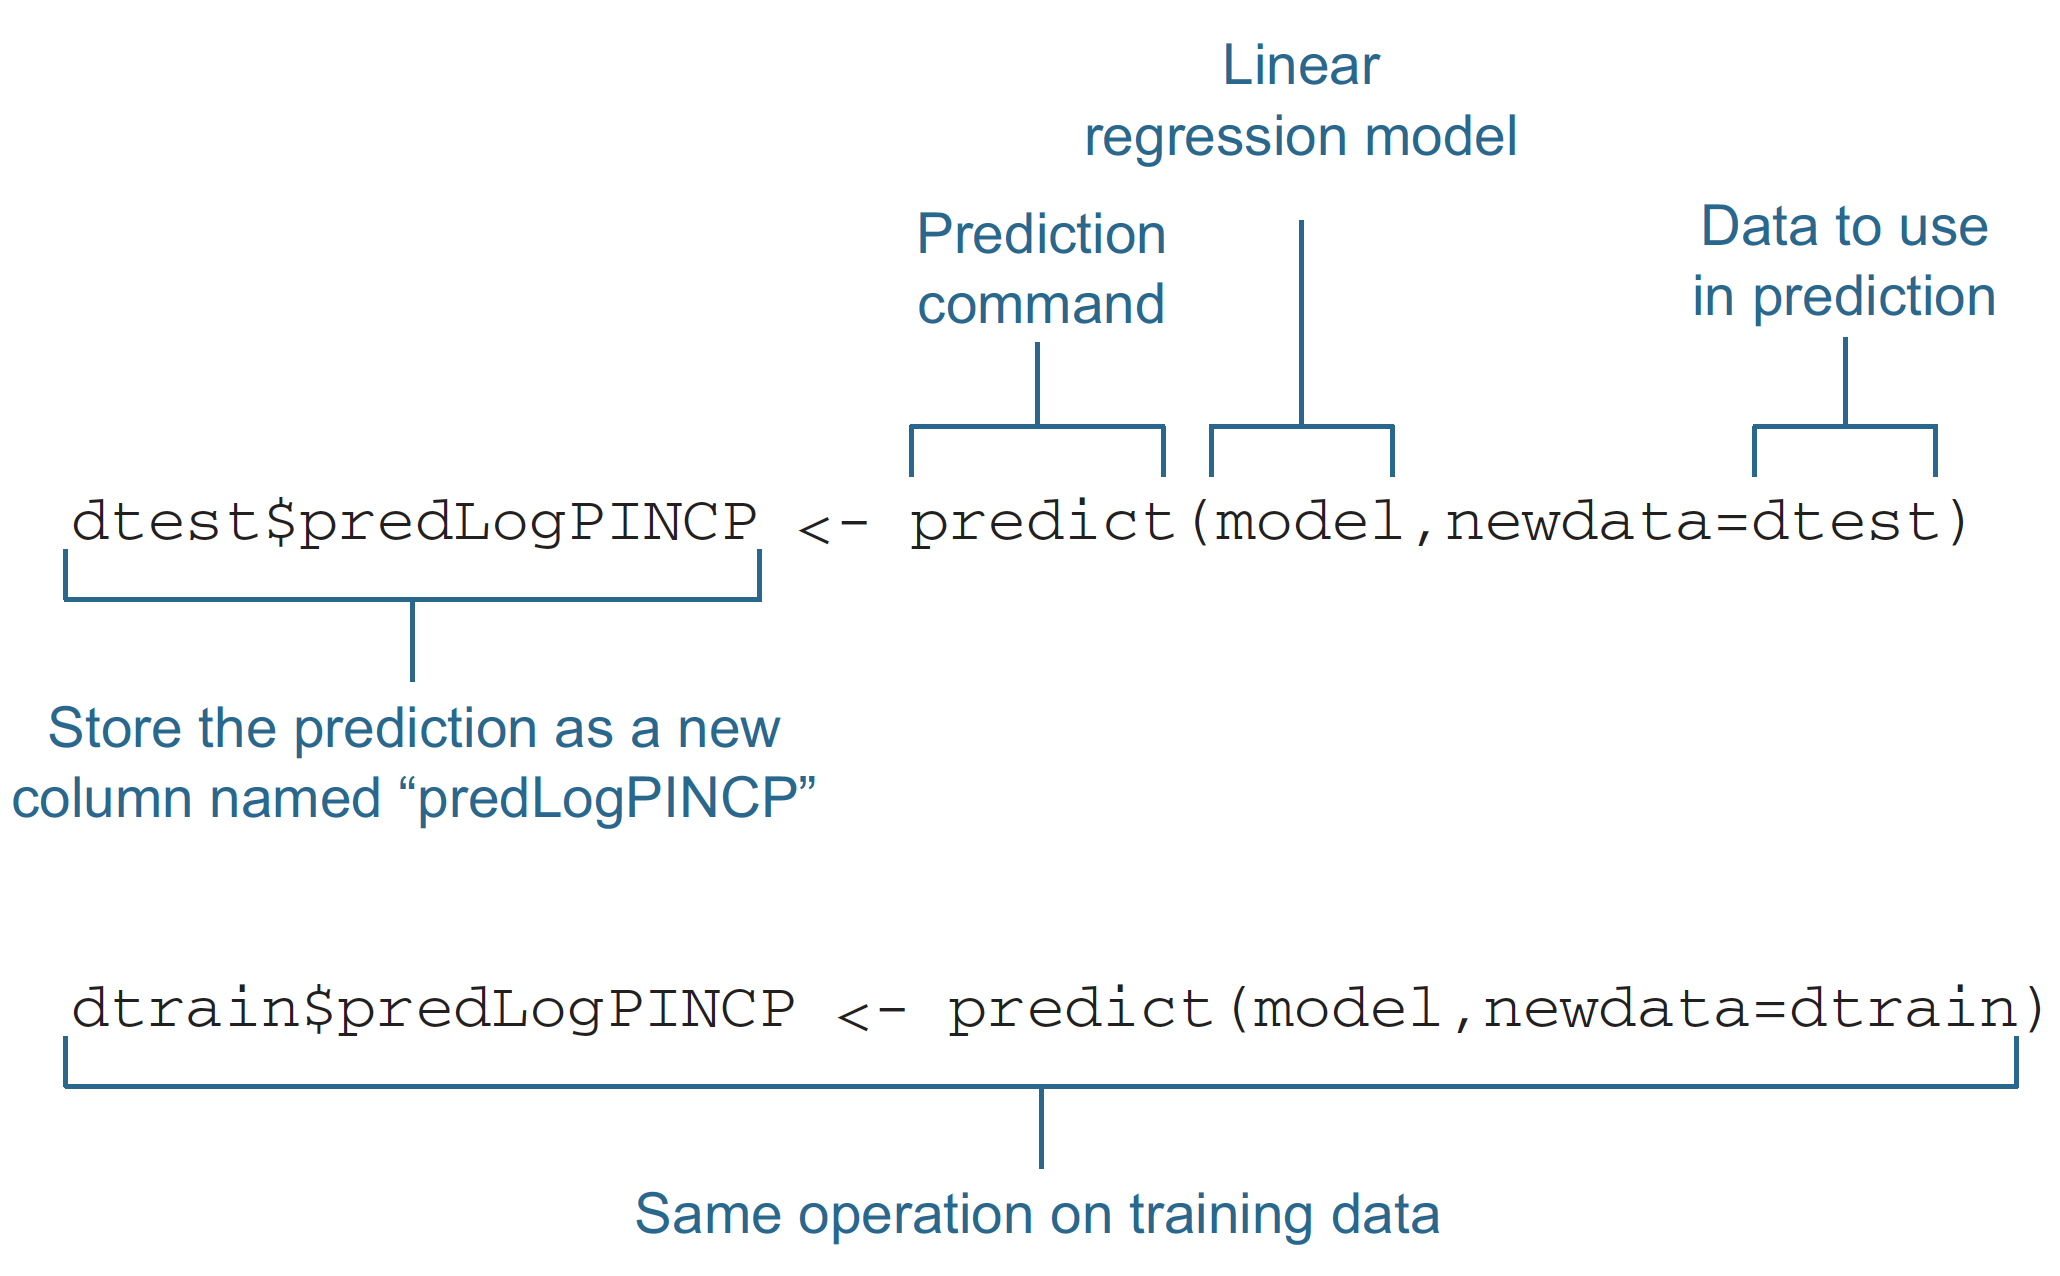 Linear
regression model
Prediction
command
Data to use
in prediction
dtest$predLogPINCP <- predict(model,newdata=dtest)
Store the prediction as a new
column named “predLogPINCP”
dtrain$predLogPINCP <- predict(model,newdata=dtrain)
Same operation on training data